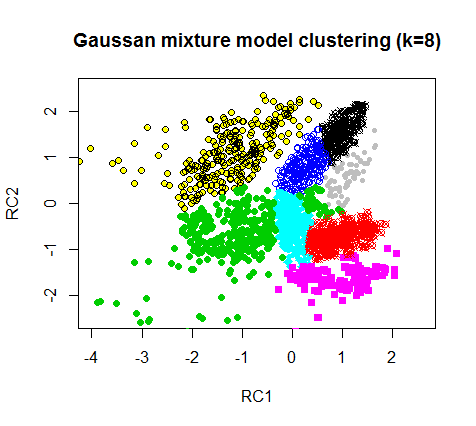 Gaussan mixture model clustering (k=8)
2
1
0
-1
-2
RC2
-4 -3 -2 -1 0 1 2
RC1